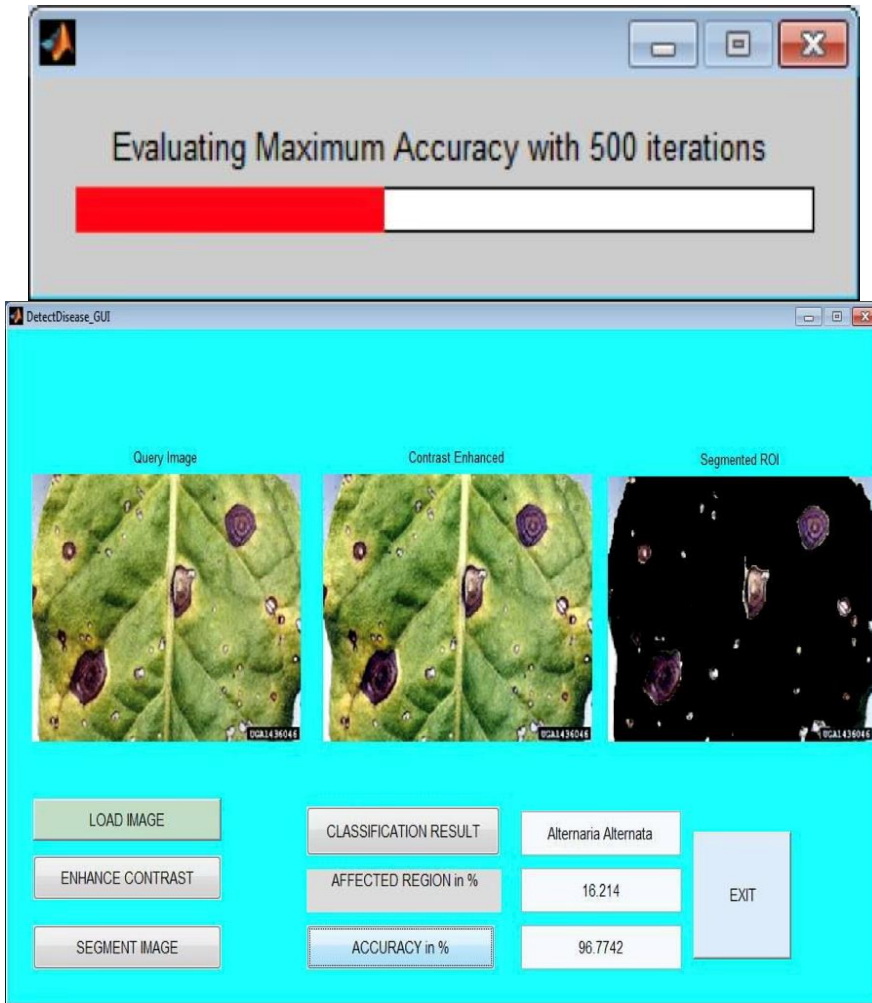 Evaluating Maximum Accuracy with 500 iterations
DetectDisease_GUI
Query Image
Contrast Enhanced
Segmented ROI
UGA1436046
UGA1436046
UGA1436046
LOAD IMAGE
ENHANCE CONTRAST
SEGMENT IMAGE
CLASSIFICATION RESULT
Alternaria Alternata
AFFECTED REGION in %
16.214
ACCURACY in %
96.7742
EXIT